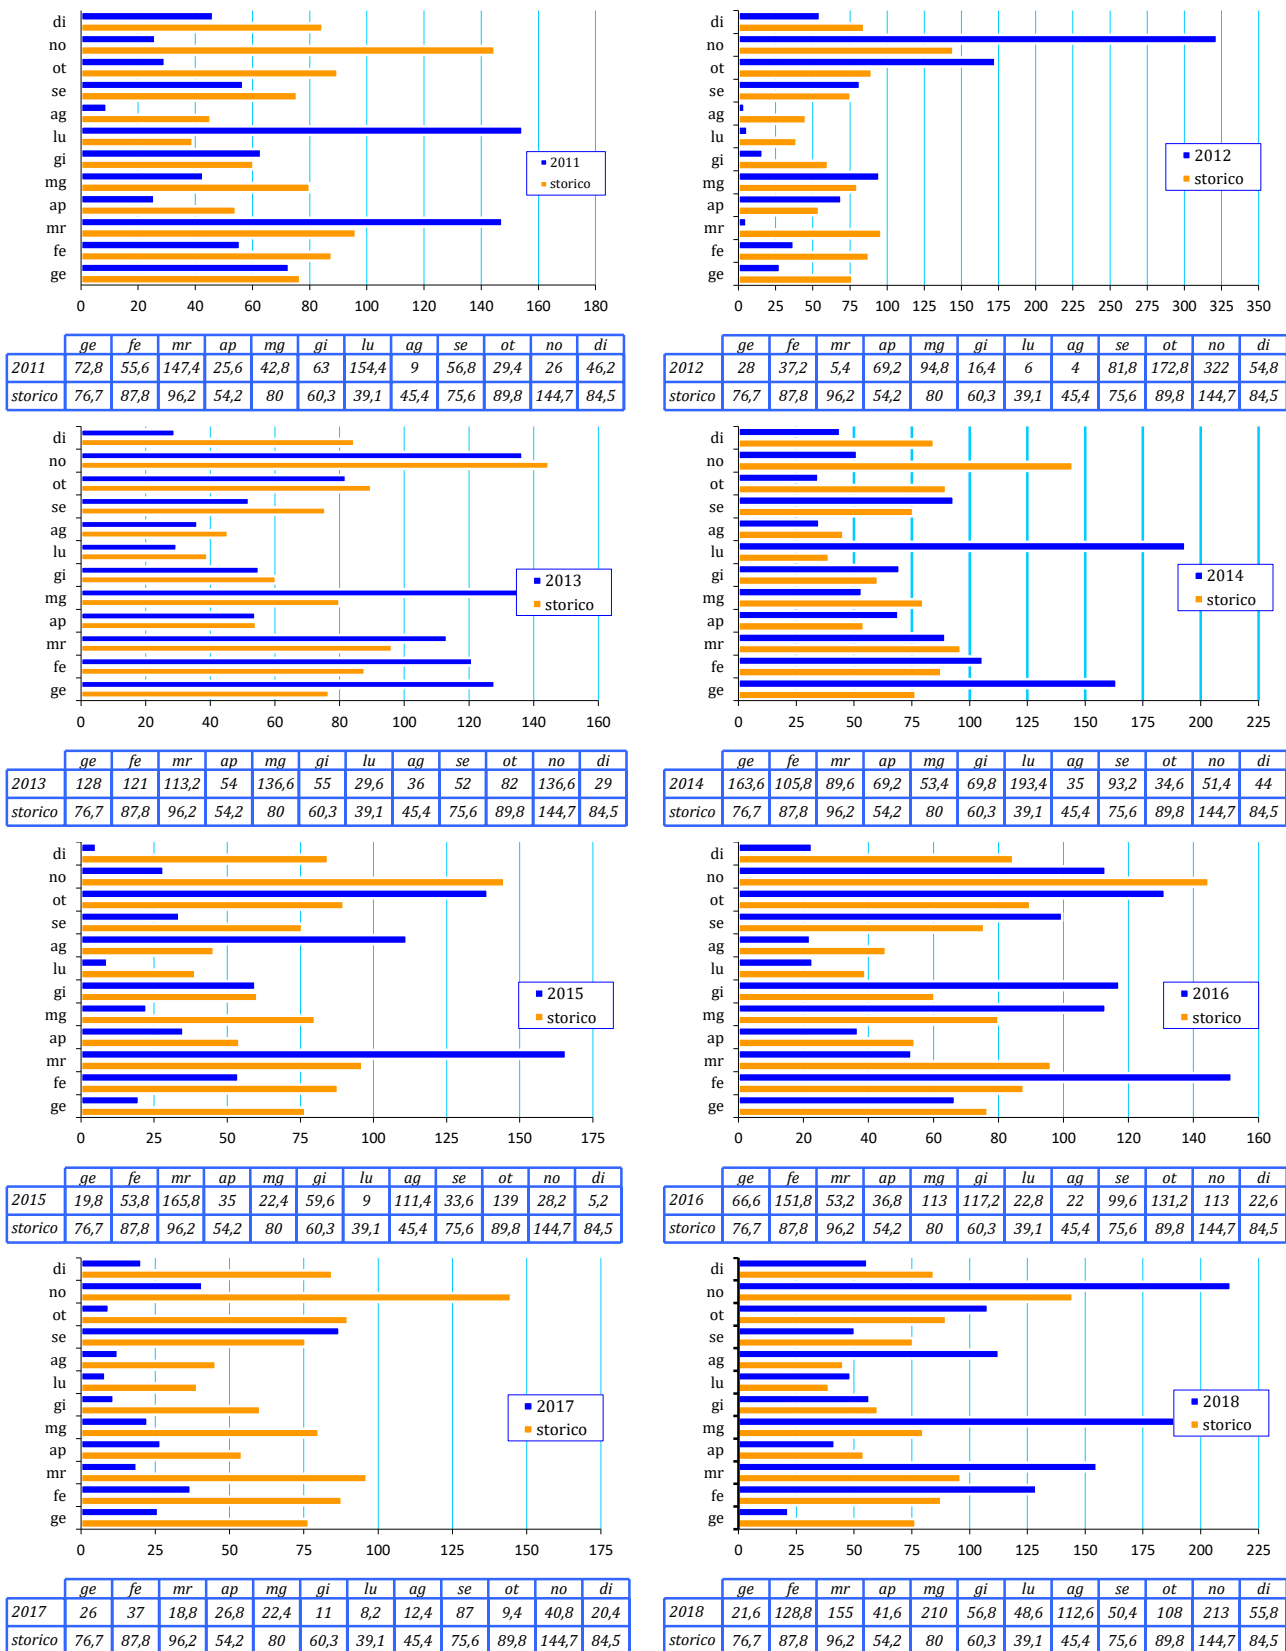 di
no
ot
se
ag
lu
gi
mg
ap
mr
fe
ge
2011
storico
0 20 40 60 80 100 120 140 160 180
ge fe mr ap mg gi lu ag se ot no di
2011 72,8 55,6 147,4 25,6 42,8 63 154,4 9 56,8 29,4 26 46,2
storico 76,7 87,8 96,2 54,2 80 60,3 39,1 45,4 75,6 89,8 144,7 84,5
di
no
ot
se
ag
lu
gi
mg
ap
mr
fe
ge
2012
storico
0 25 50 75 100 125 150 175 200 225 250 275 300 325 350
ge fe mr ap mg gi lu ag se ot no di
2012 28 37,2 5,4 69,2 94,8 16,4 6 4 81,8 172,8 322 54,8
storico 76,7 87,8 96,2 54,2 80 60,3 39,1 45,4 75,6 89,8 144,7 84,5
di
no
ot
se
ag
lu
gi
mg
ap
mr
fe
ge
2013
storico
0 20 40 60 80 100 120 140 160
ge fe mr ap mg gi lu ag se ot no di
2013 128 121 113,2 54 136,6 55 29,6 36 52 82 136,6 29
storico 76,7 87,8 96,2 54,2 80 60,3 39,1 45,4 75,6 89,8 144,7 84,5
di
no
ot
se
ag
lu
gi
mg
ap
mr
fe
ge
2014
storico
0 25 50 75 100 125 150 175 200 225
ge fe mr ap mg gi lu ag se ot no di
2014 163,6 105,8 89,6 69,2 53,4 69,8 193,4 35 93,2 34,6 51,4 44
storico 76,7 87,8 96,2 54,2 80 60,3 39,1 45,4 75,6 89,8 144,7 84,5
di
no
ot
se
ag
lu
gi
mg
ap
mr
fe
ge
2015
storico
0 25 50 75 100 125 150 175
ge fe mr ap mg gi lu ag se ot no di
2015 19,8 53,8 165,8 35 22,4 59,6 9 111,4 33,6 139 28,2 5,2
storico 76,7 87,8 96,2 54,2 80 60,3 39,1 45,4 75,6 89,8 144,7 84,5
di
no
ot
se
ag
lu
gi
mg
ap
mr
fe
ge
2016
storico
0 20 40 60 80 100 120 140 160
ge fe mr ap mg gi lu ag se ot no di
2016 66,6 151,8 53,2 36,8 113 117,2 22,8 22 99,6 131,2 113 22,6
storico 76,7 87,8 96,2 54,2 80 60,3 39,1 45,4 75,6 89,8 144,7 84,5
di
no
ot
se
ag
lu
gi
mg
ap
mr
fe
ge
2017
storico
0 25 50 75 100 125 150 175
ge fe mr ap mg gi lu ag se ot no di
2017 26 37 18,8 26,8 22,4 11 8,2 12,4 87 9,4 40,8 20,4
storico 76,7 87,8 96,2 54,2 80 60,3 39,1 45,4 75,6 89,8 144,7 84,5
di
no
ot
se
ag
lu
gi
mg
ap
mr
fe
ge
2018
storico
0 25 50 75 100 125 150 175 200 225
ge fe mr ap mg gi lu ag se ot no di
2018 21,6 128,8 155 41,6 210 56,8 48,6 112,6 50,4 108 213 55,8
storico 76,7 87,8 96,2 54,2 80 60,3 39,1 45,4 75,6 89,8 144,7 84,5